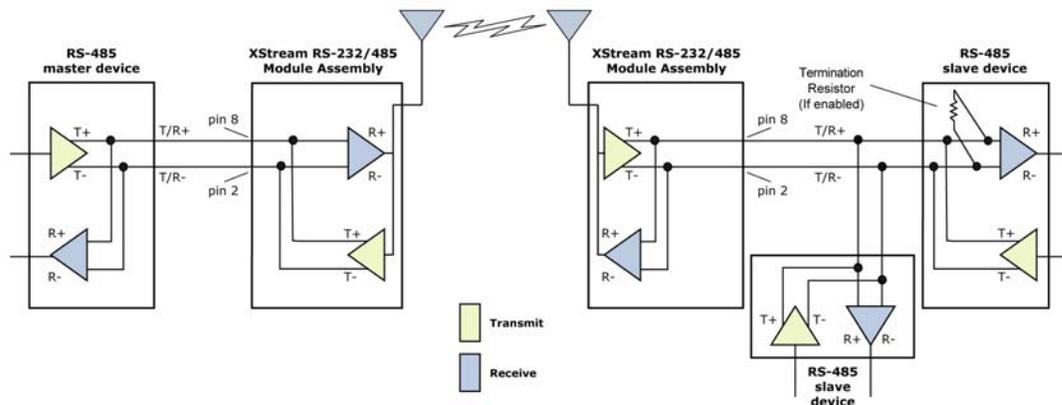 RS-485
master device
XStream RS-232/485
Module Assembly
XStream RS-232/485
Module Assembly
RS-485
slave device
Termination
Resistor
(If enabled)
T+
T-
R+
R-
T/R+
T/R-
pin 8
pin 2
R+
R-
T+
T-
T+
T-
R+
R-
pin 8
pin 2
T/R+
T/R-
R+
R-
T+
T-
T+
T-
R+
R-
RS-485
slave
device
Transmit
Receive